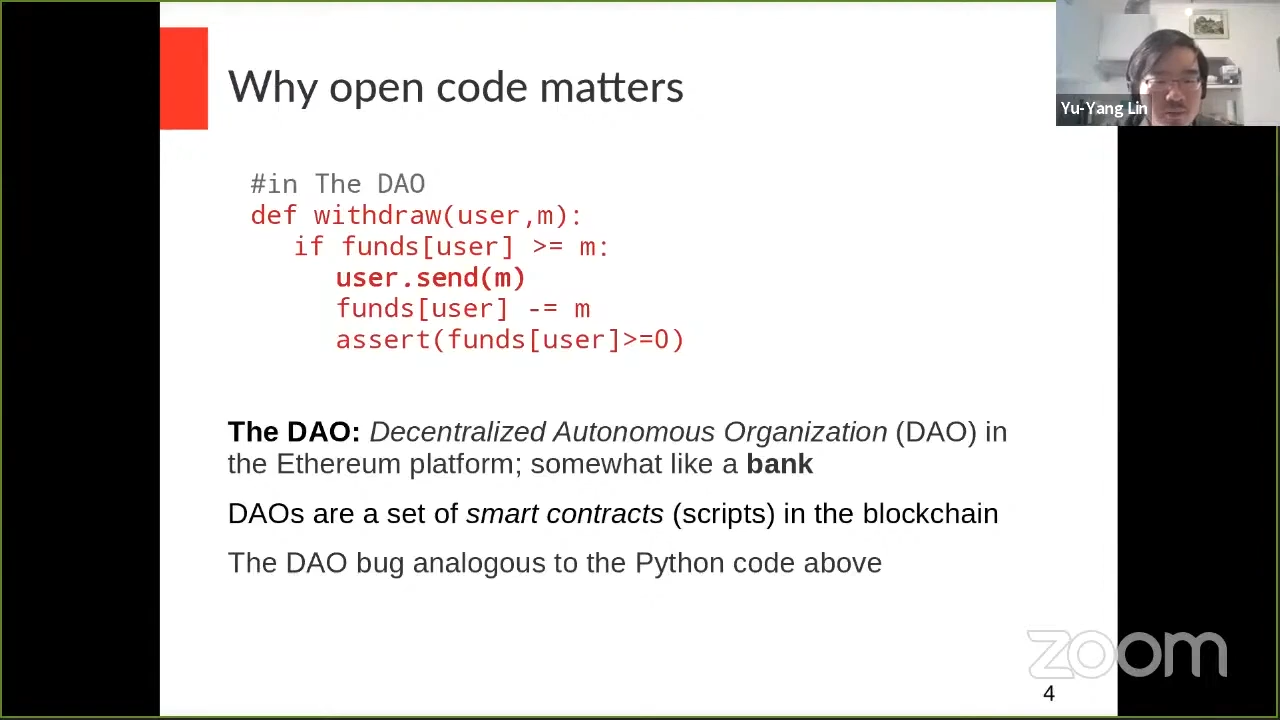 Why open code matters
Yu-Yang Lin
#in The DAO
def withdraw(user,m):
if funds[user] >= m:
user.send(m)
funds[user] -= m
assert(funds[user]>=0)
The DAO: Decentralized Autonomous Organization (DAO) in
the Ethereum platform; somewhat like a bank
DAOs are a set of smart contracts (scripts) in the blockchain
The DAO bug analogous to the Python code above
zoom
4